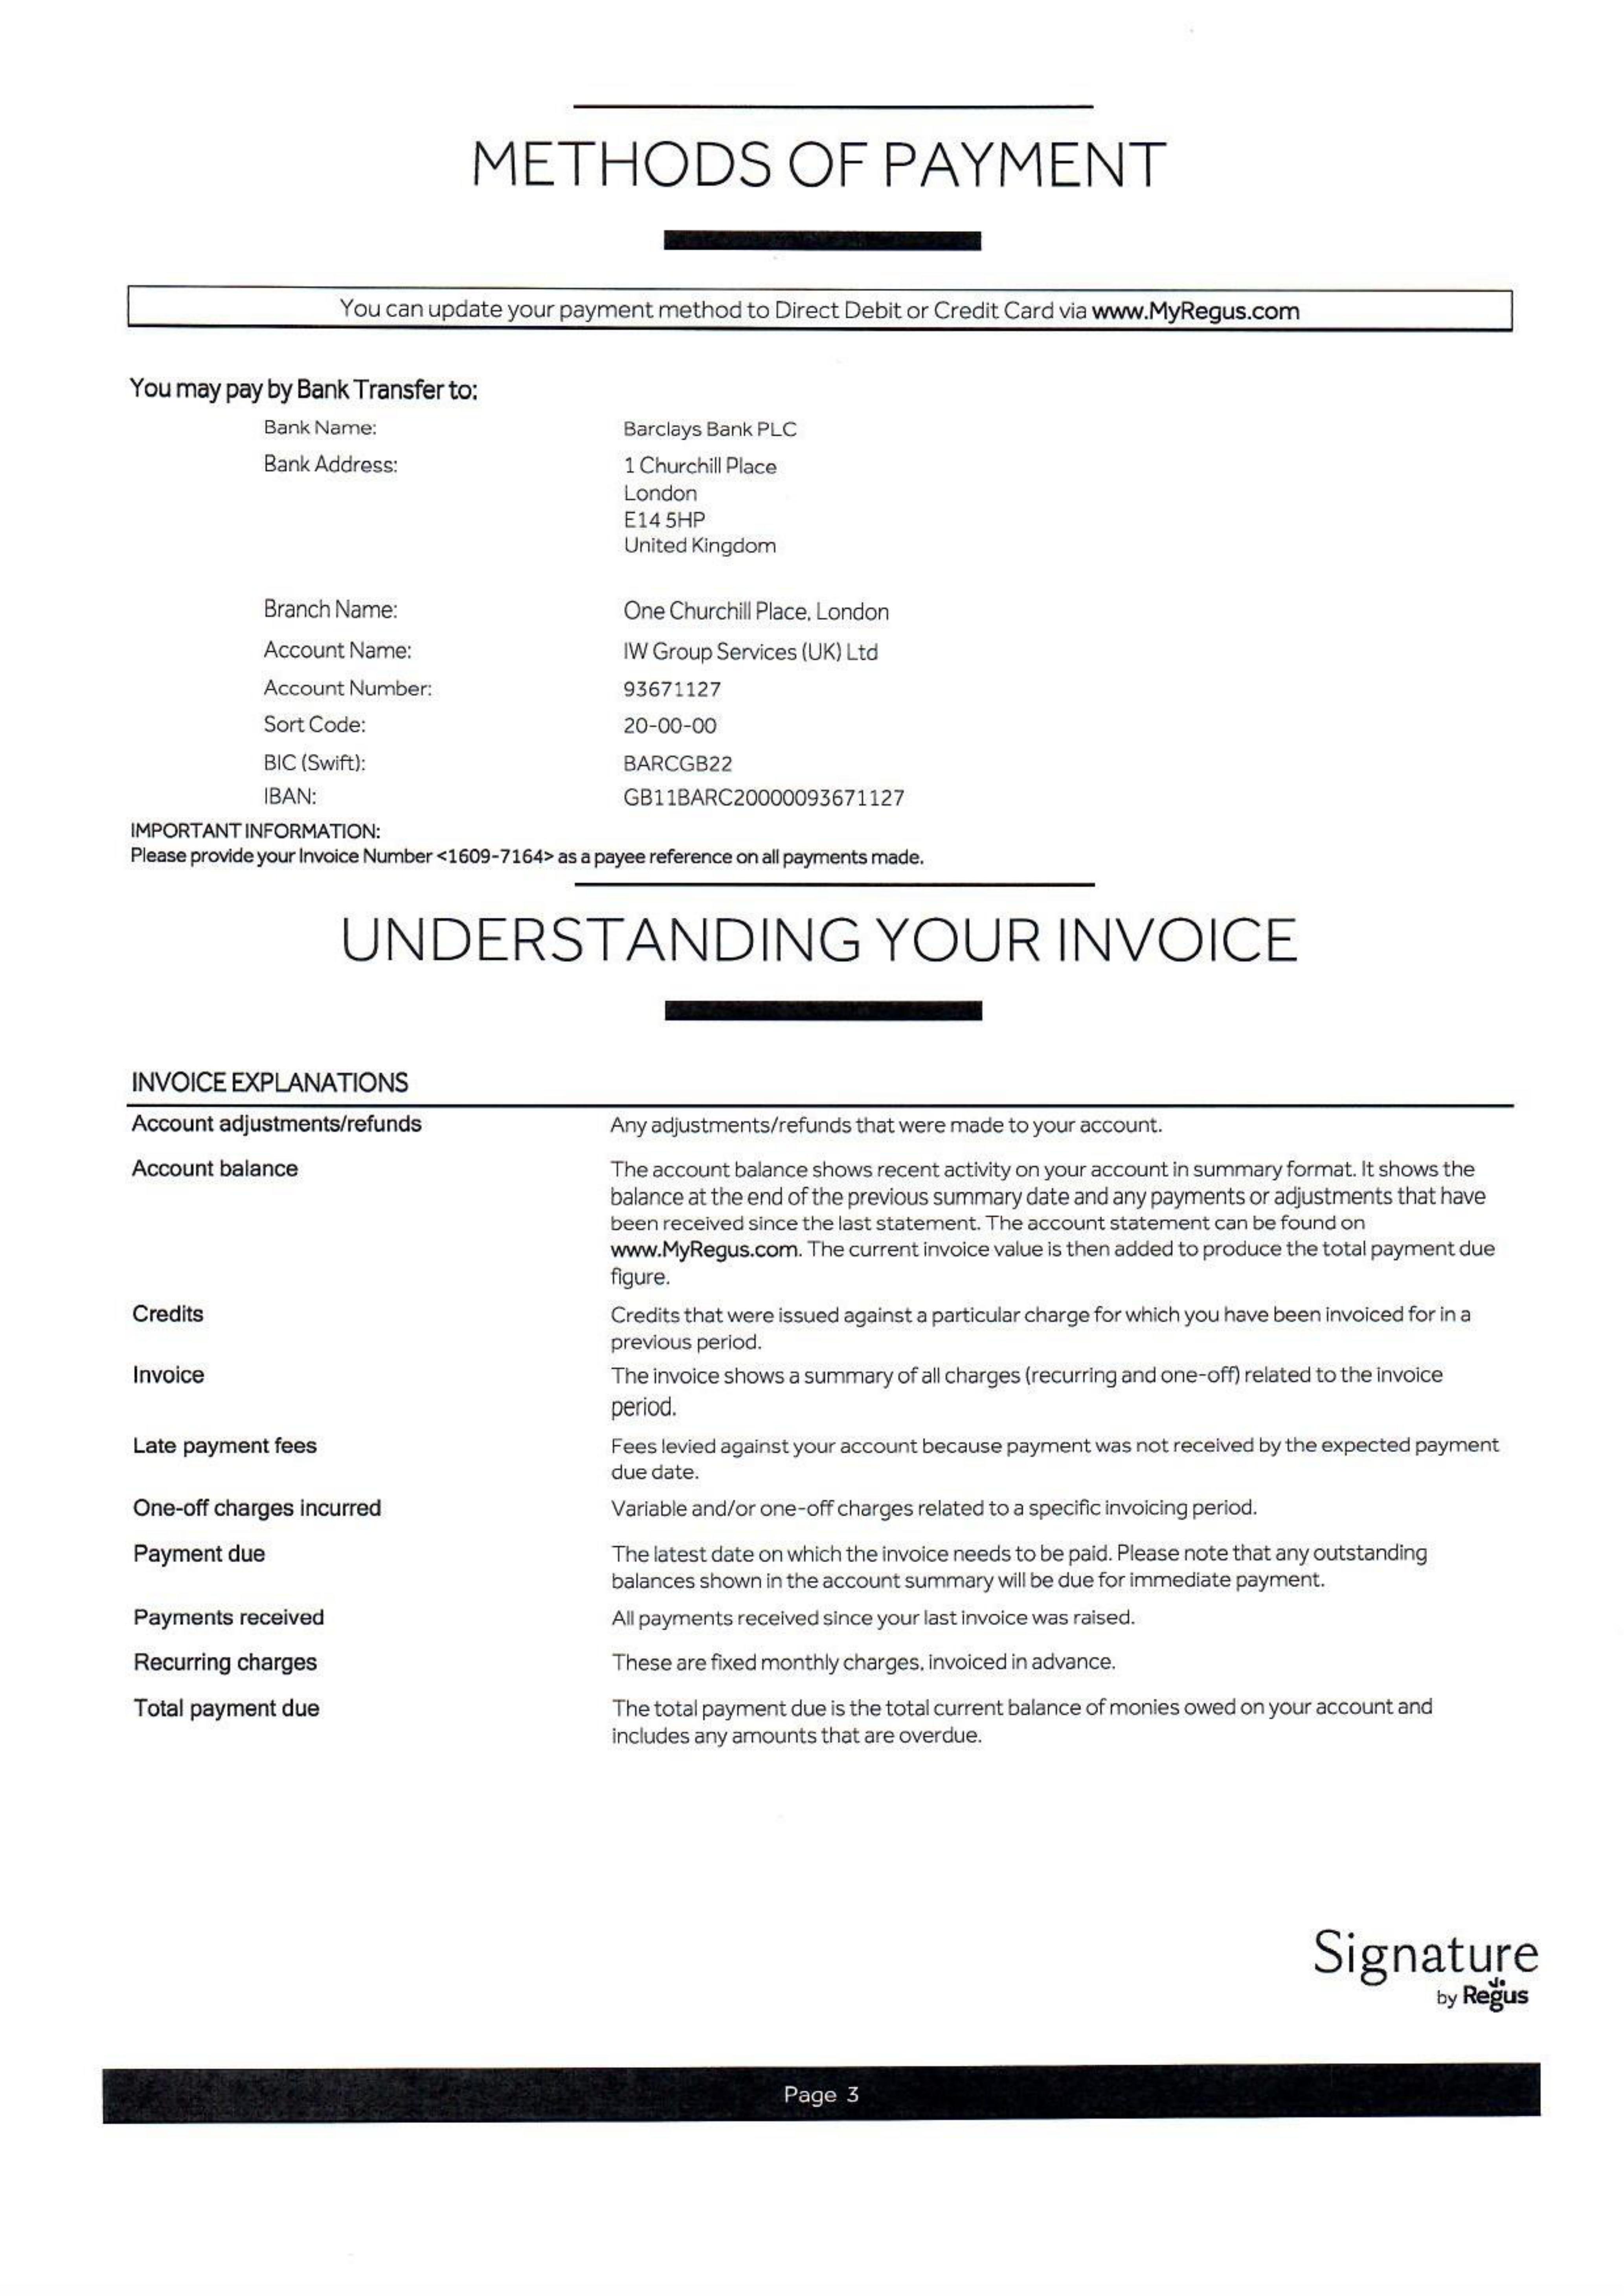 METHODS OF PAYMENT
You can update your payment method to Direct Debit or Credit Card via www.MyRegus.com
You may pay by Bank Transfer to:
Bank Name: Barclays Bank PLC
Bank Address: 1 Churchill Place
London
E14 5HP
United Kingdom
Branch Name: One Churchill Place, London
Account Name: IW Group Services (UK) Ltd
Account Number: 93671127
Sort Code: 20-00-00
BIC (Swift): BARCGB22
IBAN: GB11BARC20000093671127
IMPORTANT INFORMATION:
Please provide your Invoice Number <1609-7164> as a payee reference on all payments made.
UNDERSTANDING YOUR INVOICE
INVOICE EXPLANATIONS
Account adjustments/refunds Any adjustments/refunds that were made to your account.
Account balance The account balance shows recent activity on your account in summary format. It shows the
balance at the end of the previous summary date and any payments or adjustments that have
been received since the last statement. The account statement can be found on
www.MyRegus.com. The current invoice value is then added to produce the total payment due
figure.
Credits Credits that were issued against a particular charge for which you have been invoiced for in a
previous period.
Invoice The invoice shows a summary of all charges (recurring and one-off) related to the invoice
period.
Late payment fees Fees levied against your account because payment was not received by the expected payment
due date.
One-off charges incurred Variable and/or one-off charges related to a specific invoicing period.
Payment due The latest date on which the invoice needs to be paid. Please note that any outstanding
balances shown in the account summary will be due for immediate payment.
Payments received All payments received since your last invoice was raised.
Recurring charges These are fixed monthly charges, invoiced in advance.
Total payment due The total payment due is the total current balance of monies owed on your account and
includes any amounts that are overdue.
Signature
by Regus
Page 3